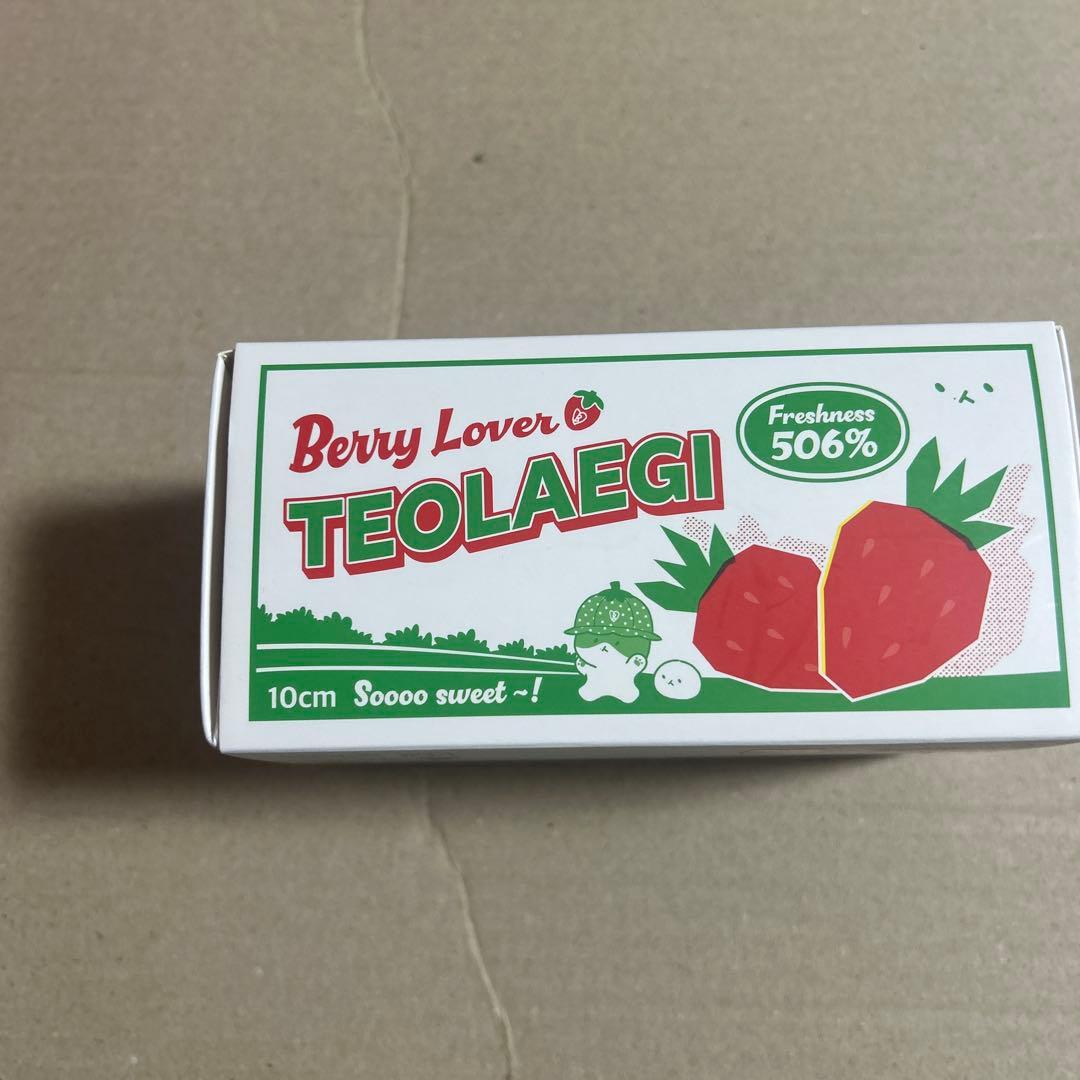 Berry Lover
TEOLAEGI
Freshness
506%
10cm Soooo sweet ~!